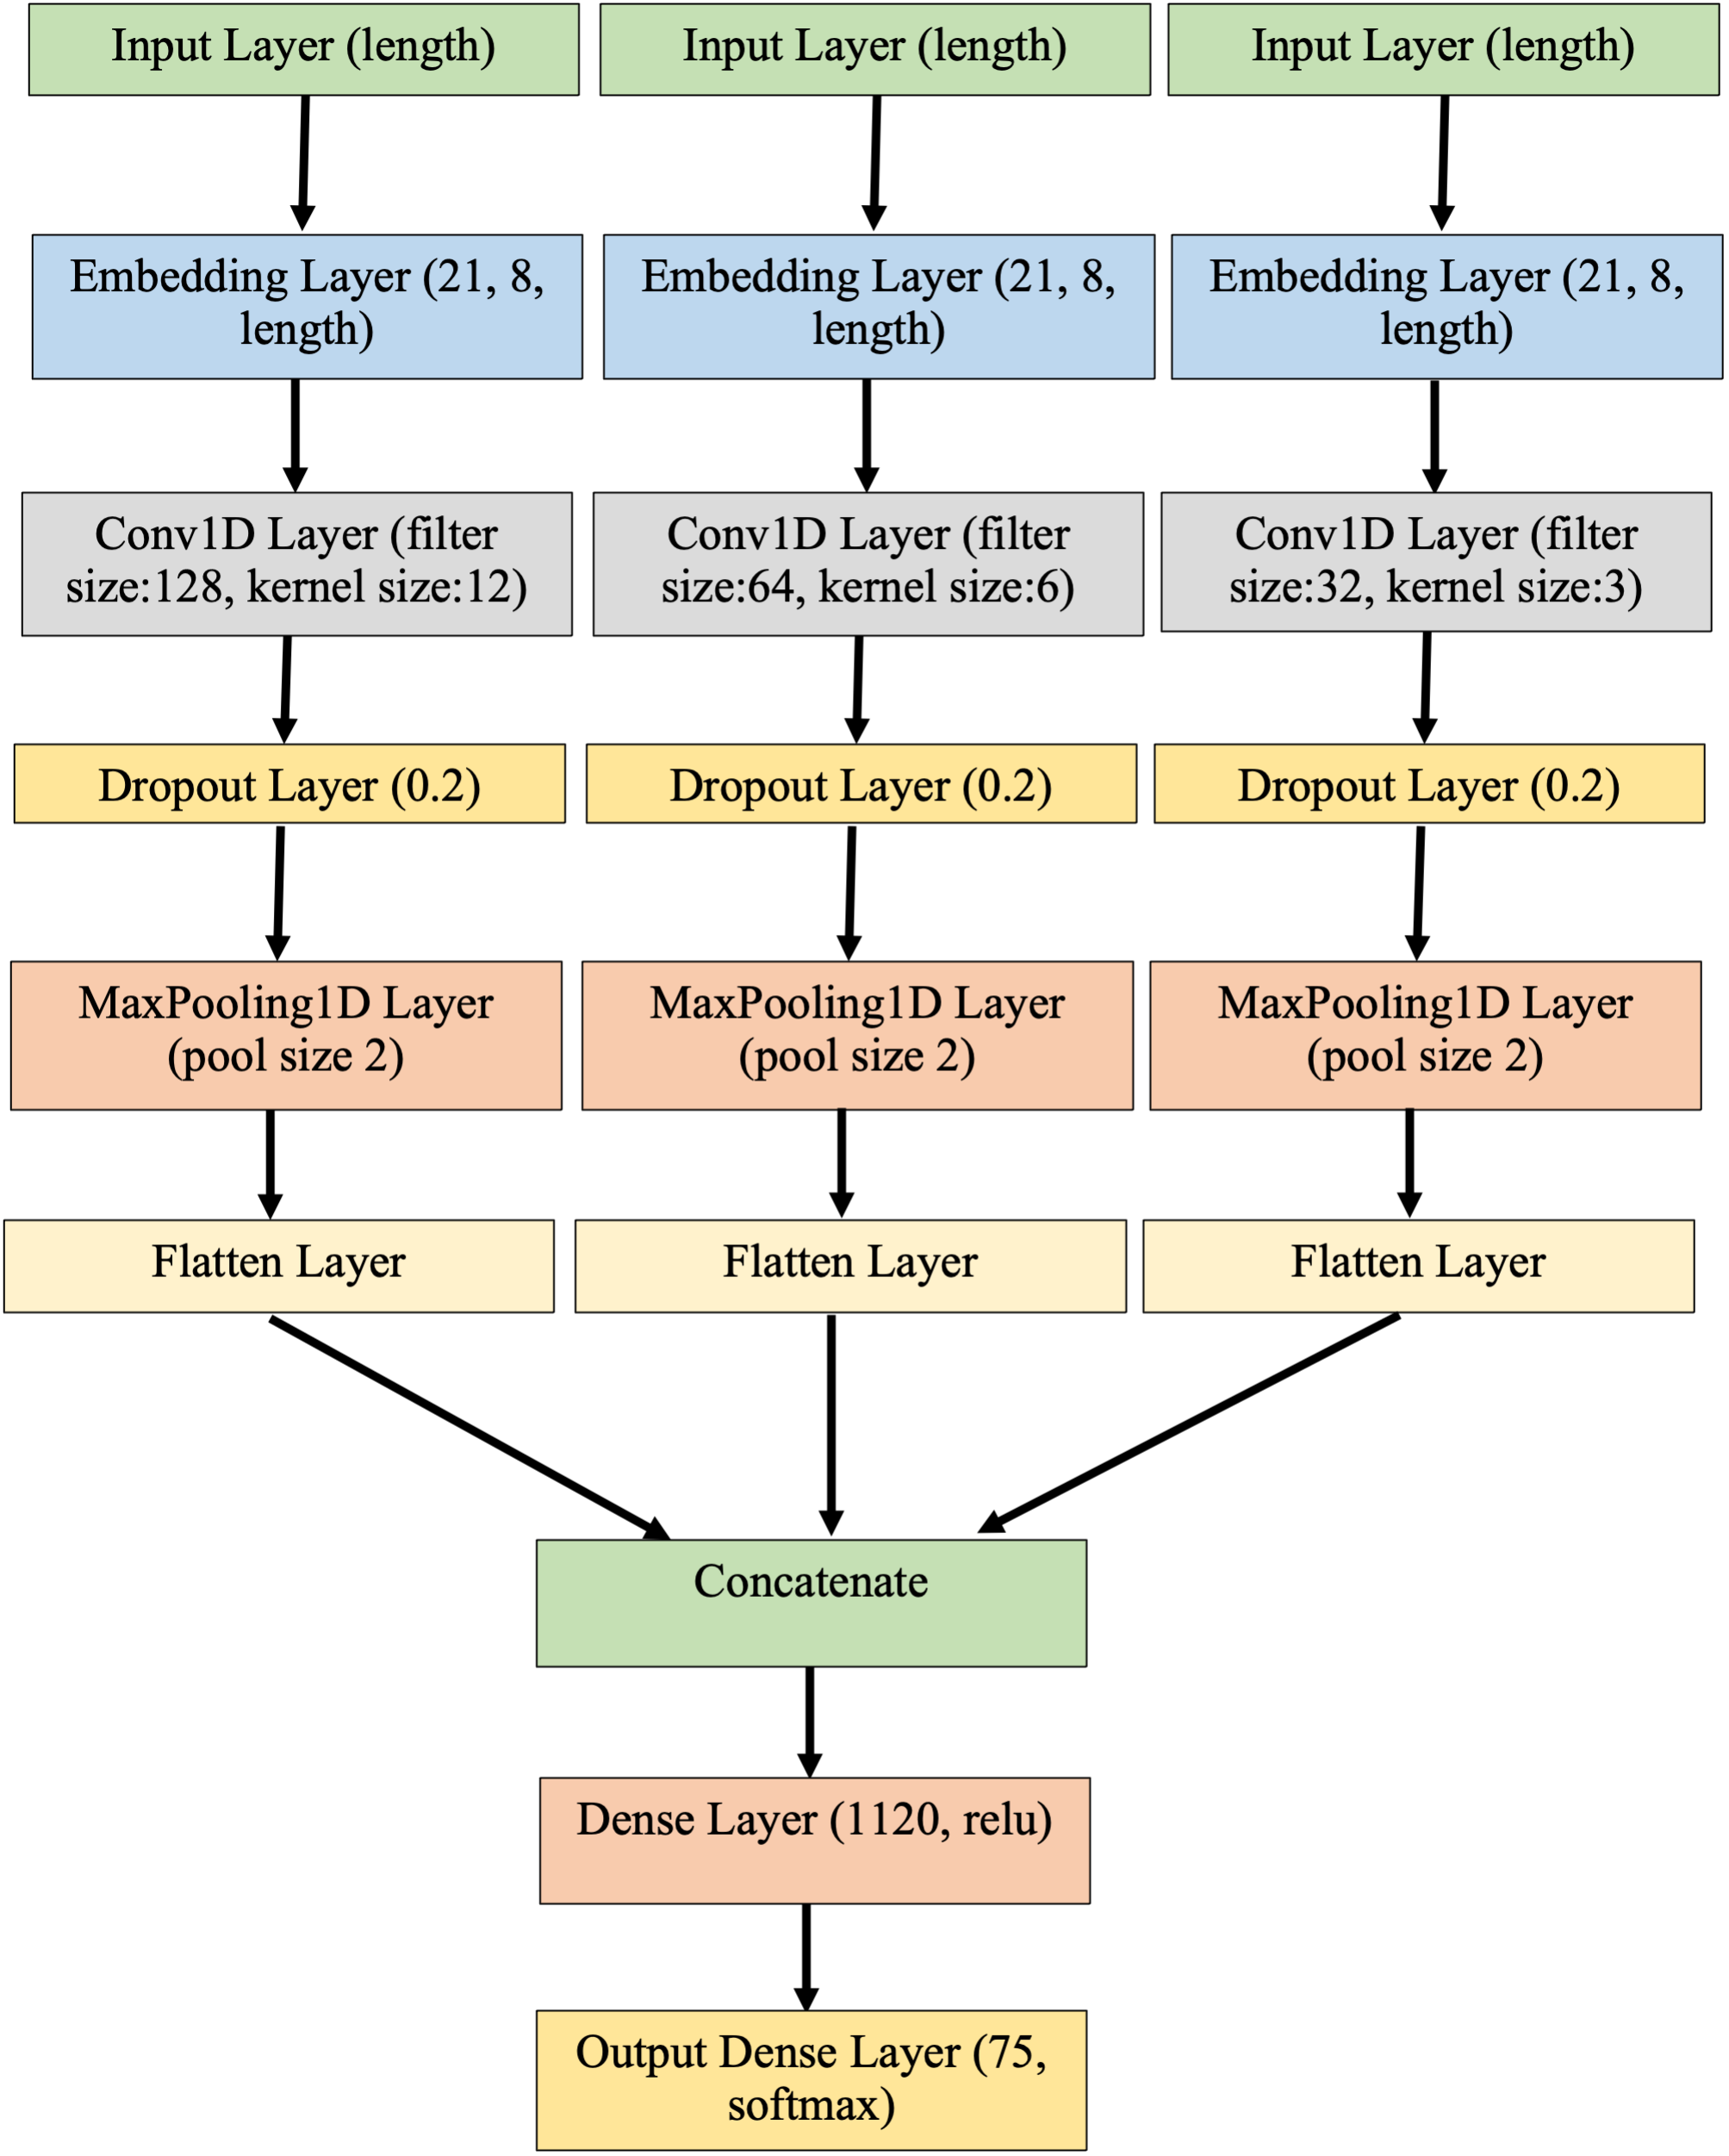 Input Layer (length)
Input Layer (length)
Input Layer (length)
Embedding Layer (21, 8,
length)
Embedding Layer (21, 8,
length)
Embedding Layer (21, 8,
length)
Conv1D Layer (filter
size:128, kernel size:12)
Conv1D Layer (filter
size:64, kernel size:6)
Conv1D Layer (filter
size:32, kernel size:3)
Dropout Layer (0.2)
Dropout Layer (0.2)
Dropout Layer (0.2)
MaxPooling1D Layer
(pool size 2)
MaxPooling1D Layer
(pool size 2)
MaxPooling1D Layer
(pool size 2)
Flatten Layer
Flatten Layer
Flatten Layer
Concatenate
Dense Layer (1120, relu)
Output Dense Layer (75,
softmax)